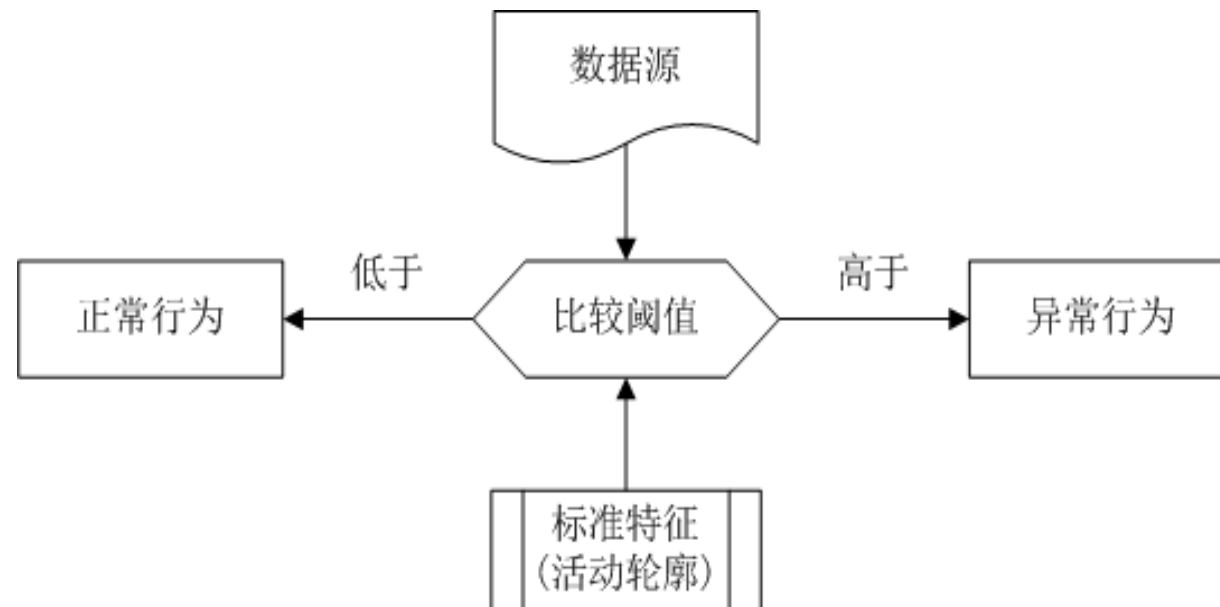 数据源
低于
高于
正常行为
比较阈值
异常行为
标准特征
(活动轮廓)